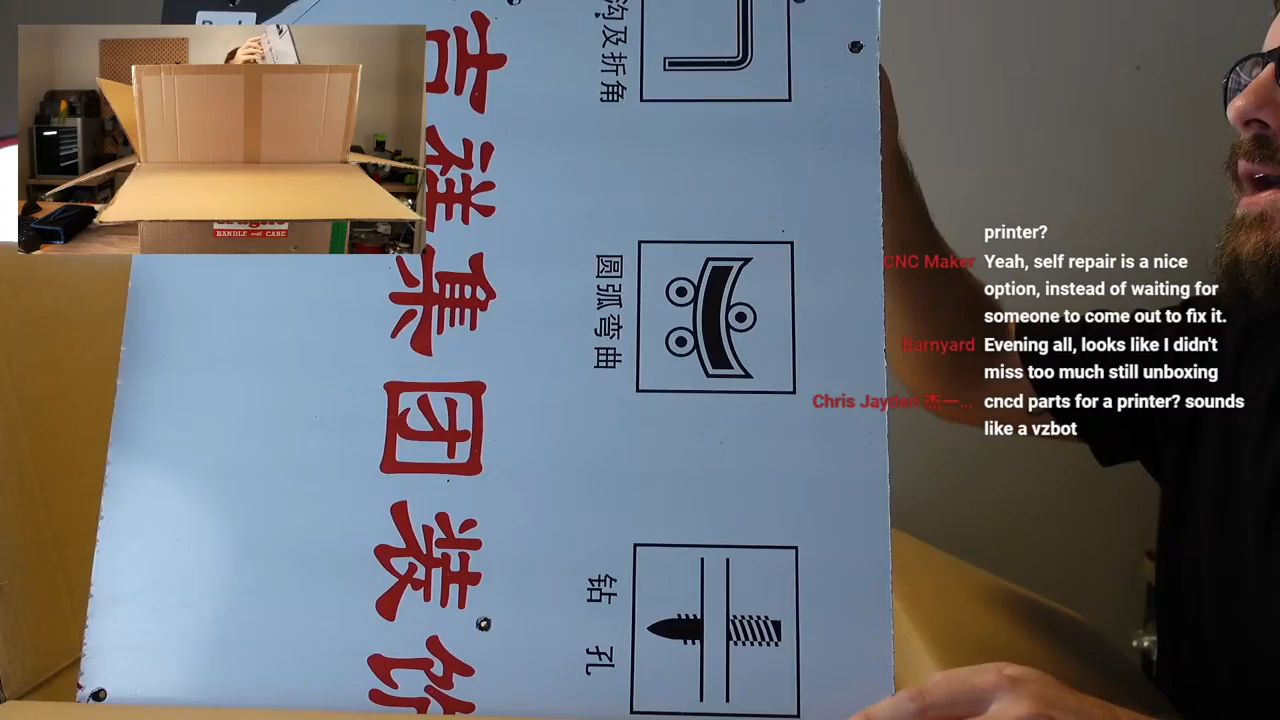 吉祥集团装饰
沟及折角
圆弧弯曲
钻孔
HANDLE with CARE
printer?
CNC Maker Yeah, self repair is a nice
option, instead of waiting for
someone to come out to fix it.
Barnyard Evening all, looks like I didn't
miss too much still unboxing
Chris Jayden 杰一... cncd parts for a printer? sounds
like a vzbot